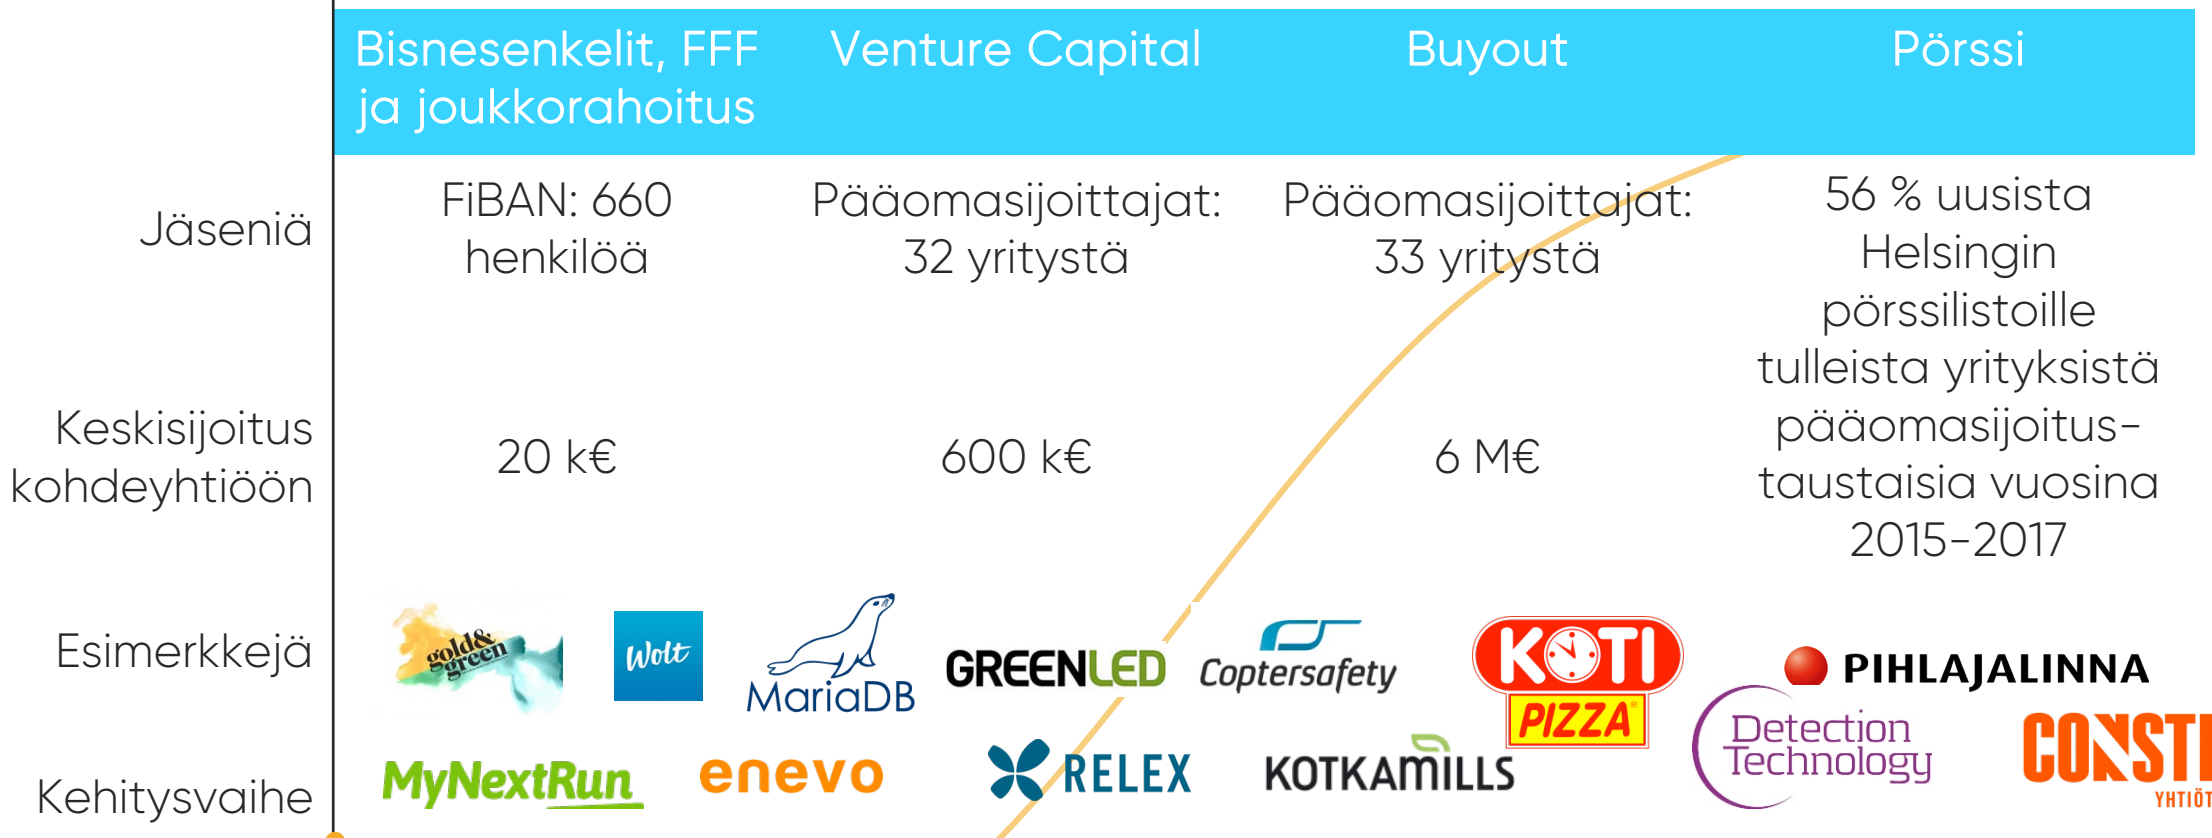 Bisnesenkelit, FFF
ja joukkorahoitus
Venture Capital
Buyout
Pörssi
Jäseniä
FiBAN: 660
henkilöä
Pääomasijoittajat:
32 yritystä
Pääomasijoittajat:
33 yritystä
56 % uusista
Helsingin
pörssilistoille
tulleista yrityksistä
pääomasijoitus-
taustaisia vuosina
2015-2017
Keskisijoitus
kohdeyhtiöön
20 k€
600 k€
6 M€
Esimerkkejä
gold&
green
Wolt
MariaDB
GREENLED
Coptersafety
KOTI
PIZZA
PIHLAJALINNA
Detection
Technology
CONSTI
YHTIÖT
Kehitysvaihe
MyNextRun
enevo
RELEX
KOTKAMILLS